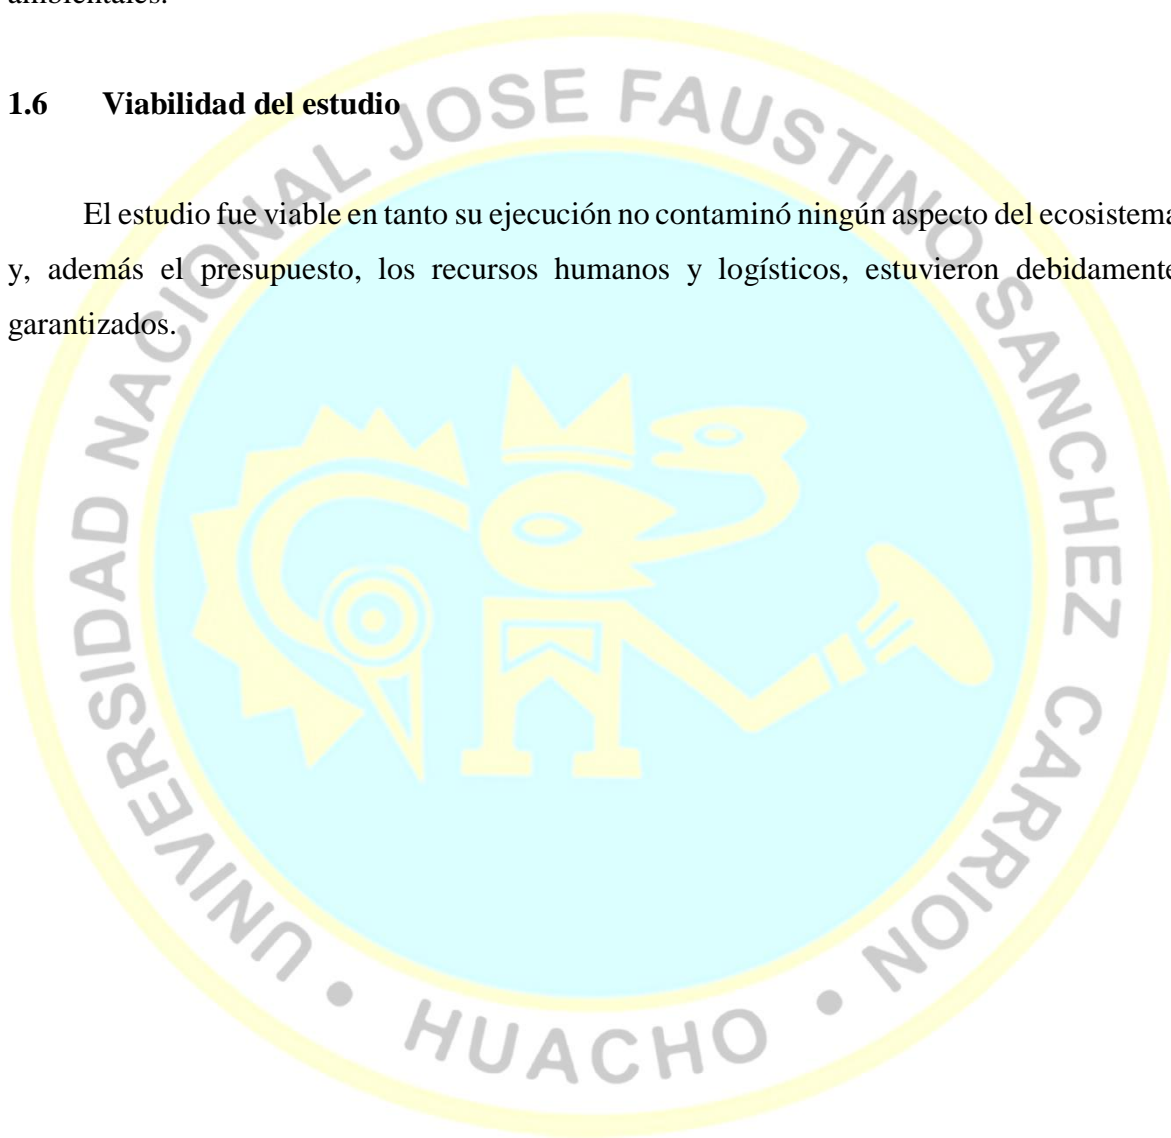 ambientales.
1.6 Viabilidad del estudio
El estudio fue viable en tanto su ejecución no contaminó ningún aspecto del ecosistema
y, además el presupuesto, los recursos humanos y logísticos, estuvieron debidamente
garantizados.
UNIVERSIDAD NACIONAL JOSE FAUSTINO SANCHEZ CARRION
• HUACHO •